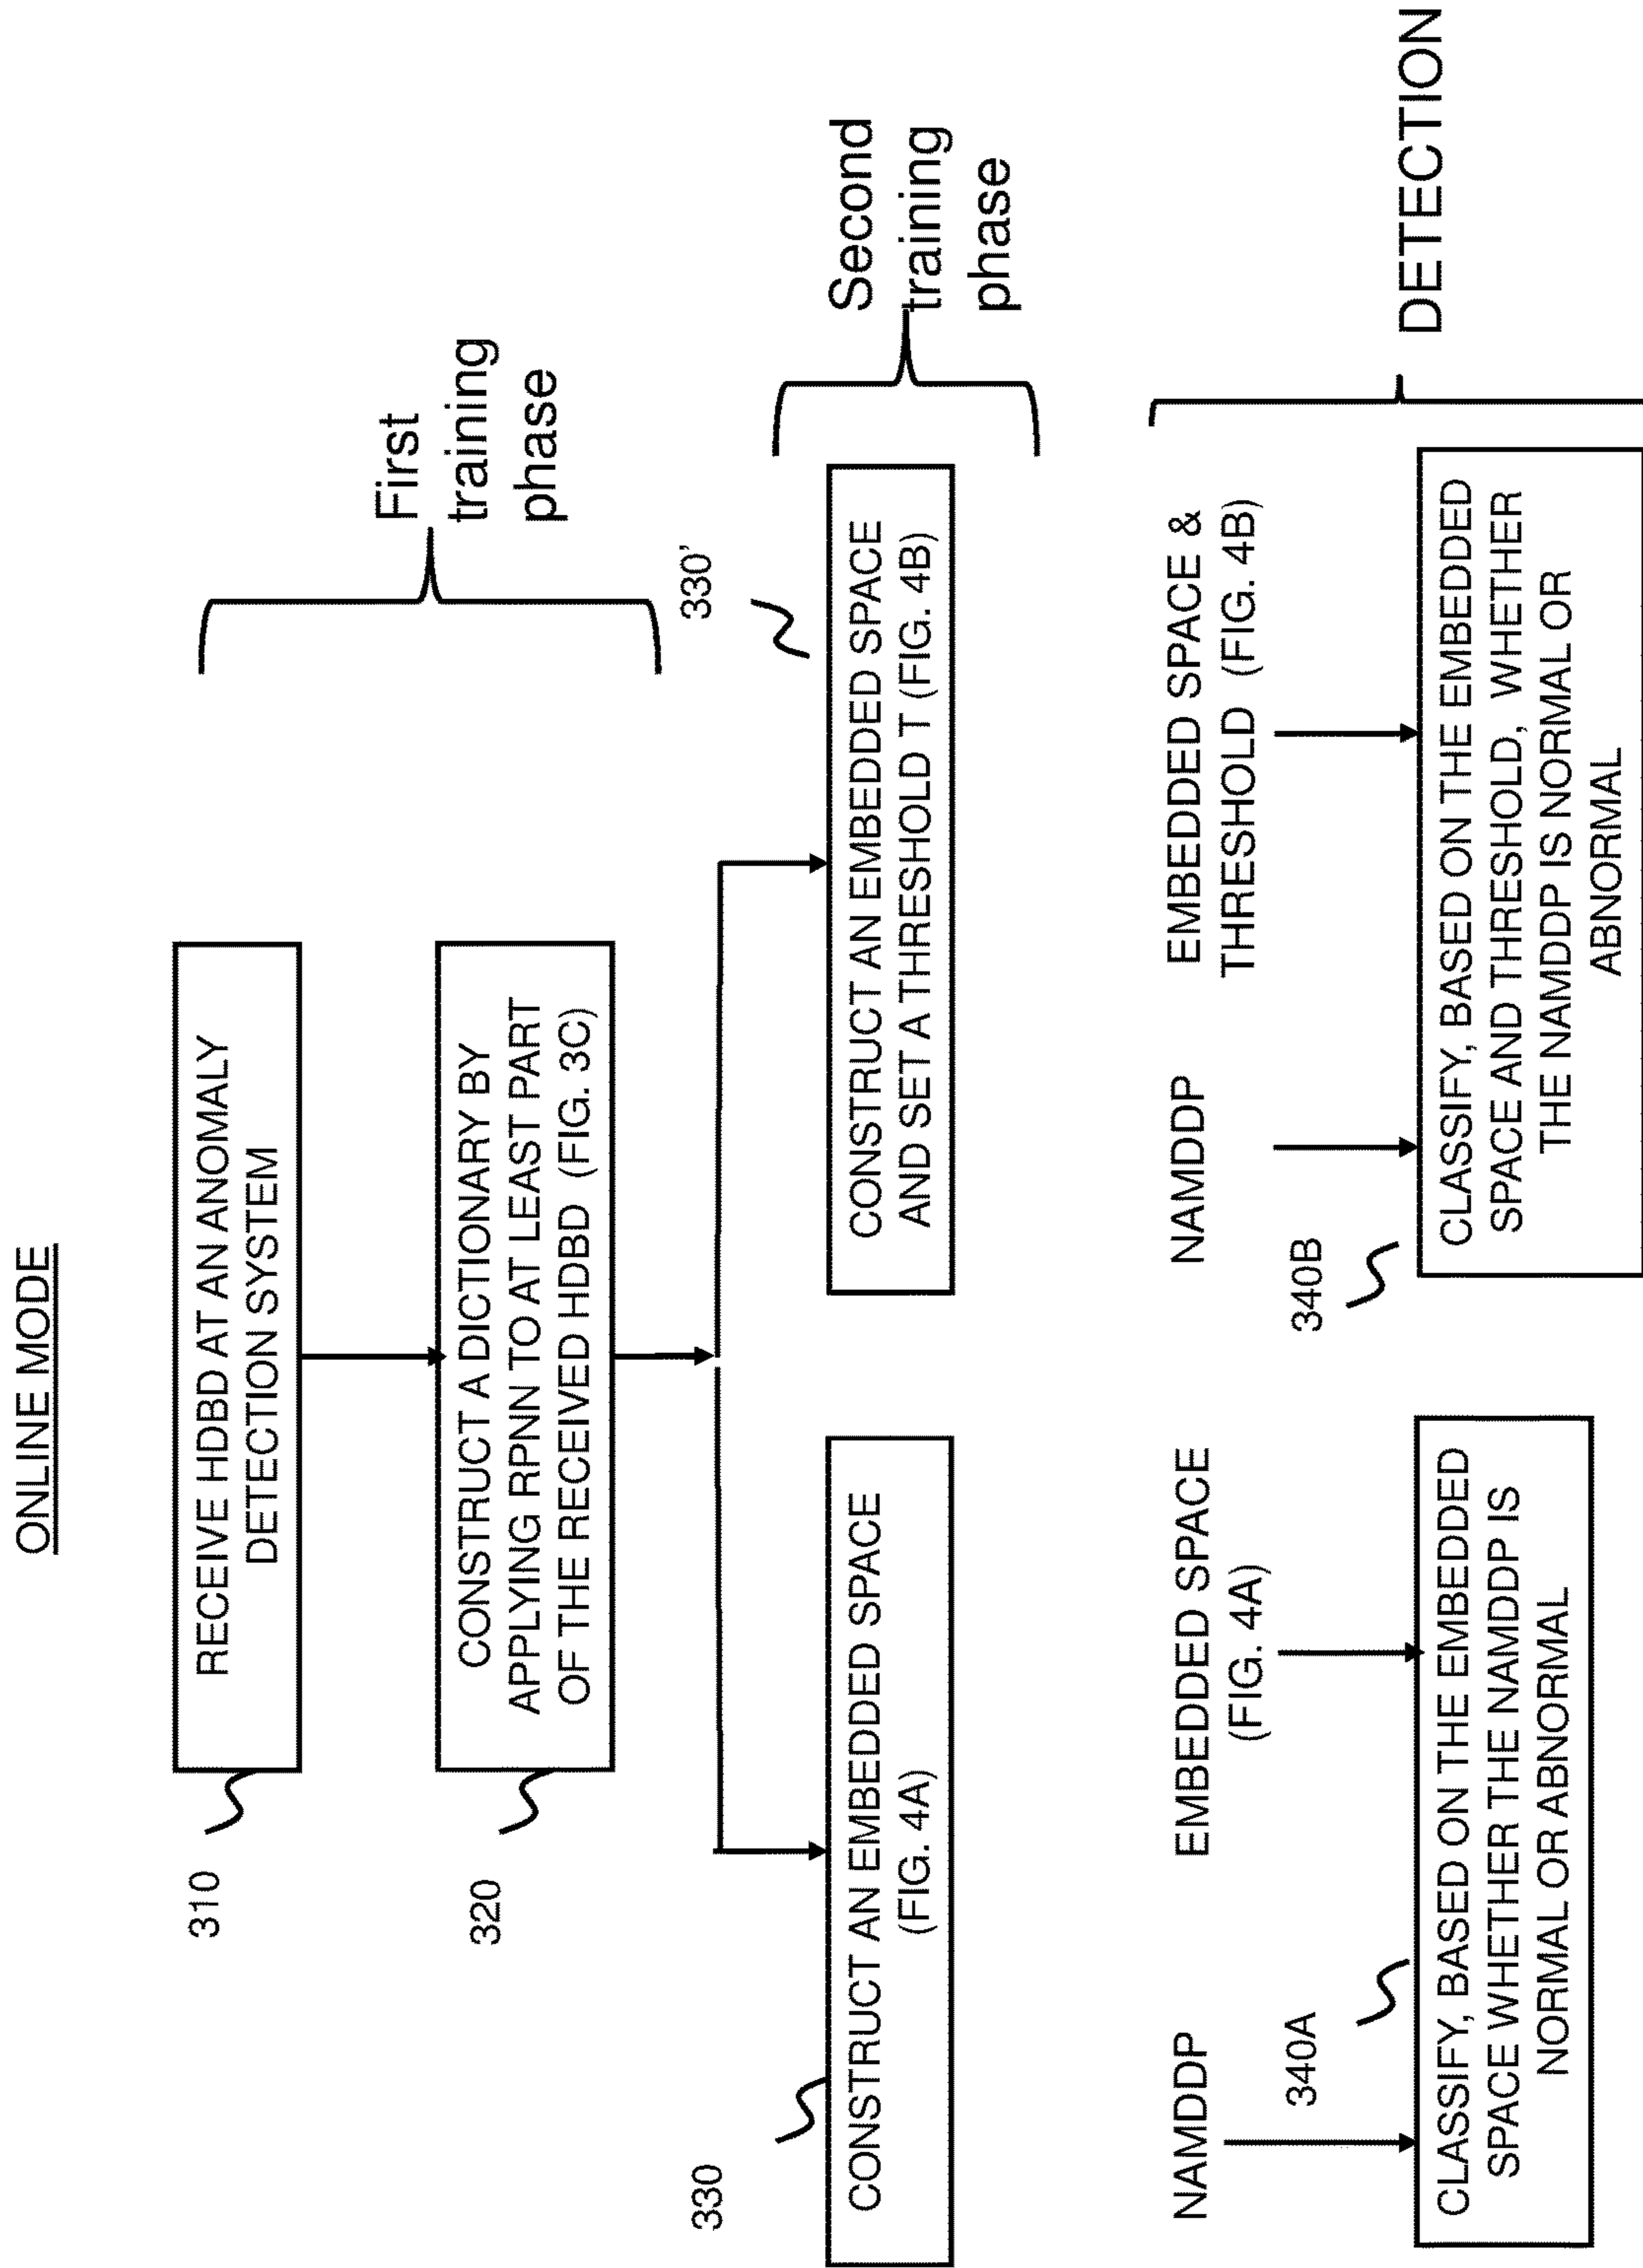 ONLINE MODE
310
RECEIVE HDBD AT AN ANOMALY
DETECTION SYSTEM
First
training
phase
320
CONSTRUCT A DICTIONARY BY
APPLYING RPNN TO AT LEAST PART
OF THE RECEIVED HDBD (FIG. 3C)
330
CONSTRUCT AN EMBEDDED SPACE
(FIG. 4A)
330'
CONSTRUCT AN EMBEDDED SPACE
AND SET A THRESHOLD T (FIG. 4B)
Second
training
phase
NAMDDP
EMBEDDED SPACE
(FIG. 4A)
340A
CLASSIFY, BASED ON THE EMBEDDED
SPACE WHETHER THE NAMDDP IS
NORMAL OR ABNORMAL
NAMDDP
EMBEDDED SPACE &
THRESHOLD (FIG. 4B)
340B
CLASSIFY, BASED ON THE EMBEDDED
SPACE AND THRESHOLD, WHETHER
THE NAMDDP IS NORMAL OR
ABNORMAL
DETECTION